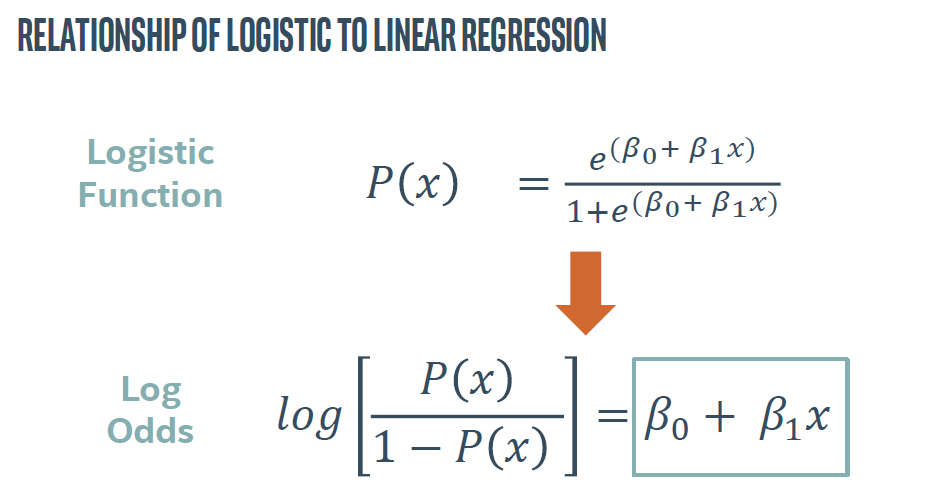 RELATIONSHIP OF LOGISTIC TO LINEAR REGRESSION
Logistic
Function
P(x) = e^(β₀+ β₁x) / 1+e^(β₀+ β₁x)
Log
Odds
log [ P(x) / 1 − P(x) ] = β₀ + β₁x